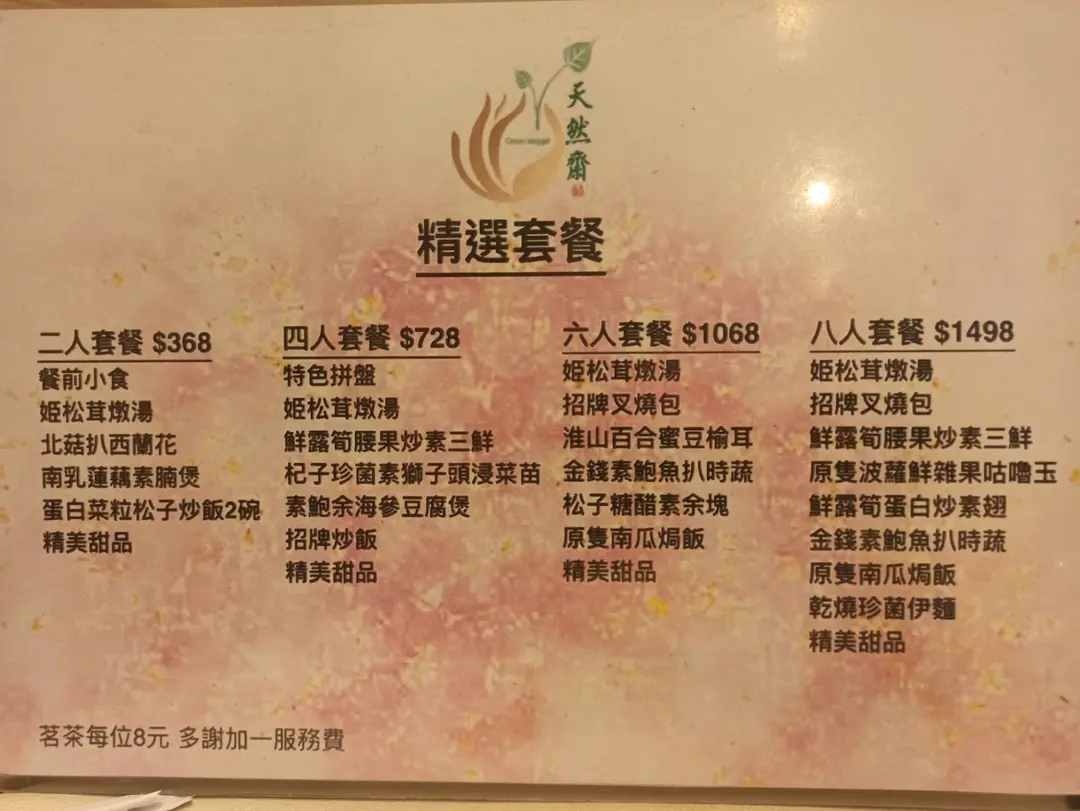 天然齋
精選套餐
二人套餐 $368
餐前小食
姬松茸燉湯
北菇扒西蘭花
南乳蓮藕素腩煲
蛋白菜粒松子炒飯2碗
精美甜品
四人套餐 $728
特色拼盤
姬松茸燉湯
鮮露筍腰果炒素三鮮
杞子珍菌素獅子頭浸菜苗
素鮑余海參豆腐煲
招牌炒飯
精美甜品
六人套餐 $1068
姬松茸燉湯
招牌叉燒包
淮山百合蜜豆榆耳
金錢素鮑魚扒時蔬
松子糖醋素余塊
原隻南瓜焗飯
精美甜品
八人套餐 $1498
姬松茸燉湯
招牌叉燒包
鮮露筍腰果炒素三鮮
原隻波蘿鮮雜果咕嚕玉
鮮露筍蛋白炒素翅
金錢素鮑魚扒時蔬
原隻南瓜焗飯
乾燒珍菌伊麵
精美甜品
茗茶每位8元 多謝加一服務費